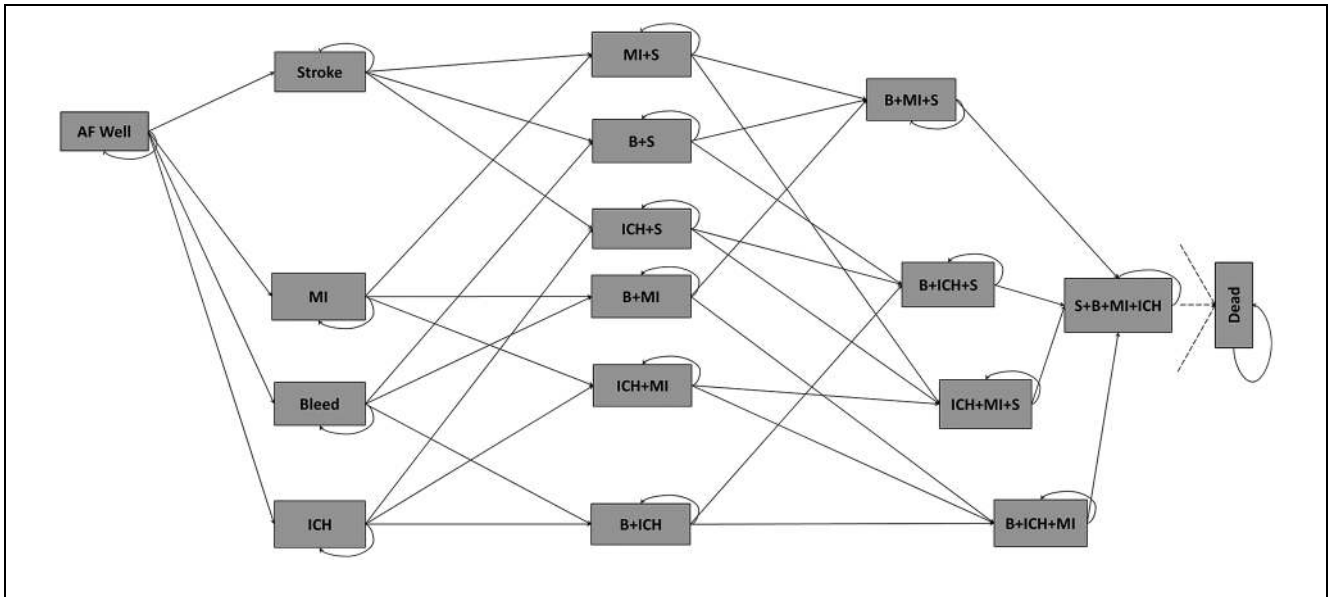 AF Well
Stroke
MI
Bleed
ICH
MI+S
B+S
ICH+S
B+MI
ICH+MI
B+ICH
B+MI+S
B+ICH+S
ICH+MI+S
B+ICH+MI
S+B+MI+ICH
Dead